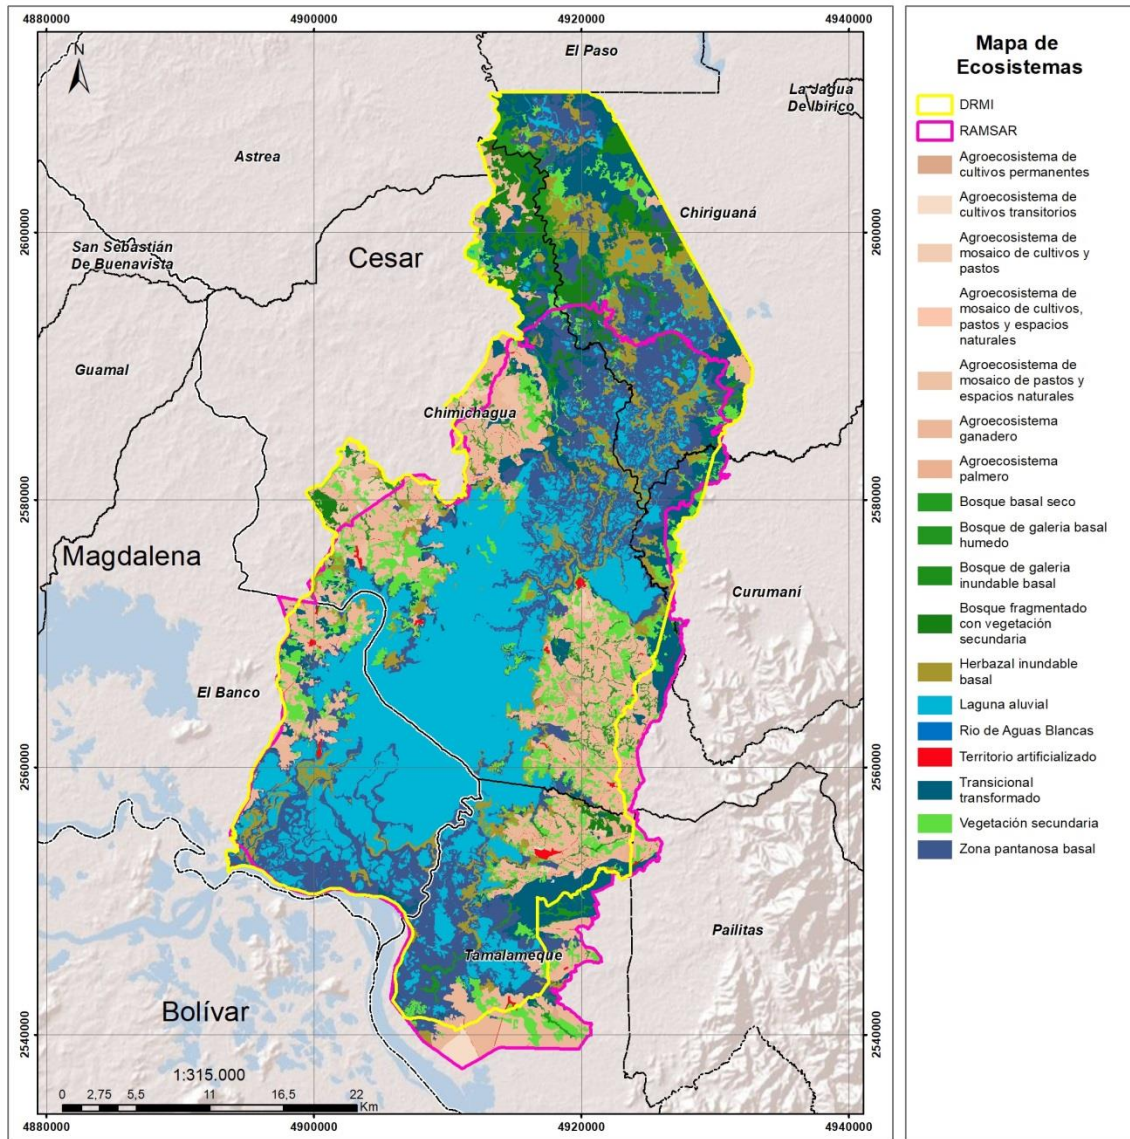 4880000
4900000
4920000
4940000
N
El Paso
La Jagua
De Ibirico
Astrea
Chiriguaná
2600000
2600000
San Sebastián
De Buenavista
Cesar
Guamal
Chimichagua
2580000
2580000
Magdalena
Curumaní
El Banco
2560000
2560000
Pailitas
Tamalameque
Bolívar
2540000
2540000
1:315.000
0
2,75
5,5
11
16,5
22
Km
4880000
4900000
4920000
4940000
Mapa de
Ecosistemas
DRMI
RAMSAR
Agroecosistema de
cultivos permanentes
Agroecosistema de
cultivos transitorios
Agroecosistema de
mosaico de cultivos y
pastos
Agroecosistema de
mosaico de cultivos,
pastos y espacios
naturales
Agroecosistema de
mosaico de pastos y
espacios naturales
Agroecosistema
ganadero
Agroecosistema
palmero
Bosque basal seco
Bosque de galeria basal
humedo
Bosque de galeria
inundable basal
Bosque fragmentado
con vegetación
secundaria
Herbazal inundable
basal
Laguna aluvial
Rio de Aguas Blancas
Territorio artificializado
Transicional
transformado
Vegetación secundaria
Zona pantanosa basal